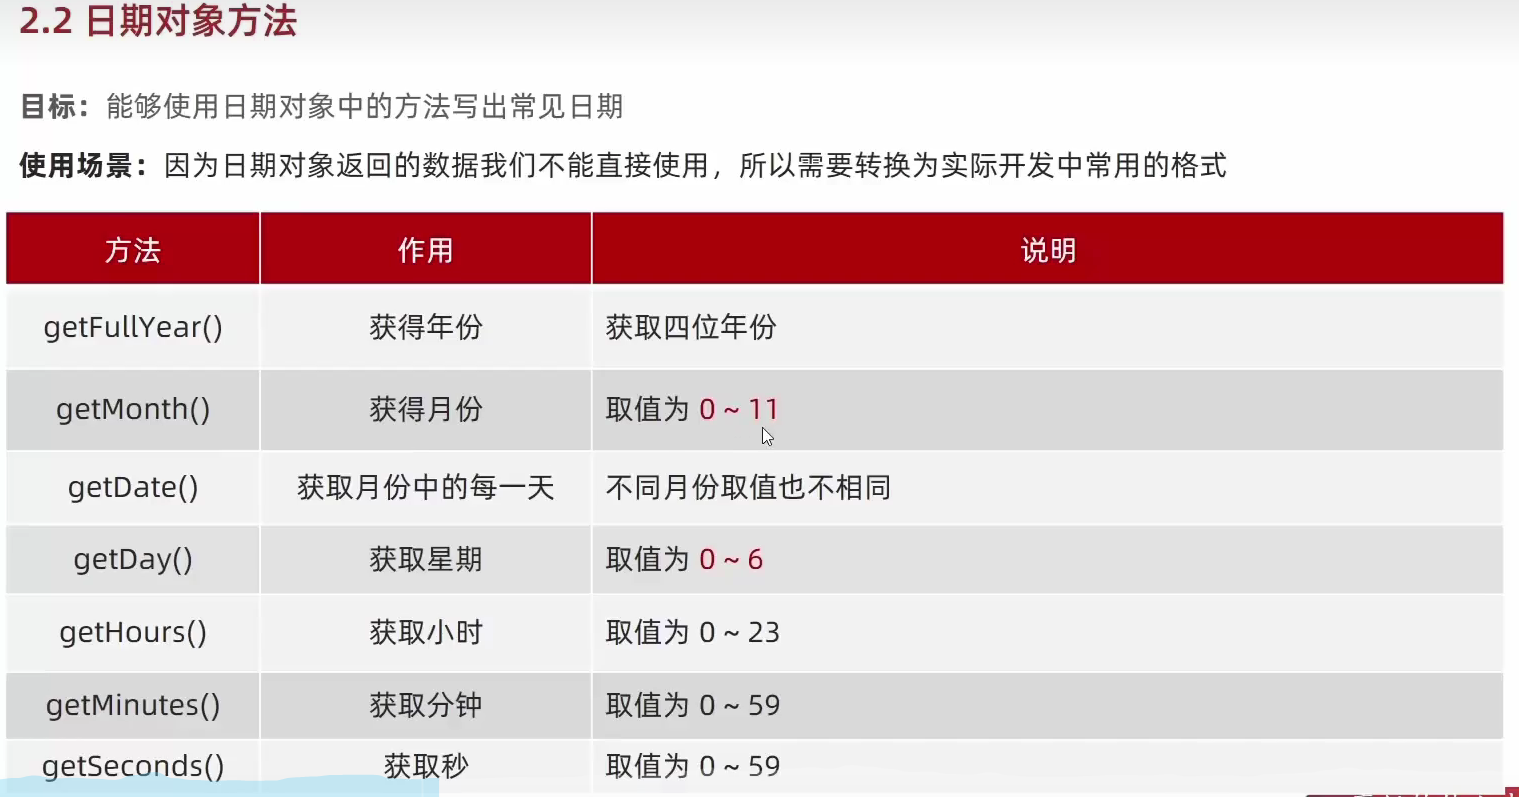 2.2 日期对象方法
目标：能够使用日期对象中的方法写出常见日期
使用场景：因为日期对象返回的数据我们不能直接使用，所以需要转换为实际开发中常用的格式
方法 作用 说明
getFullYear() 获得年份 获取四位年份
getMonth() 获得月份 取值为 0 ~ 11
getDate() 获取月份中的每一天 不同月份取值也不相同
getDay() 获取星期 取值为 0 ~ 6
getHours() 获取小时 取值为 0 ~ 23
getMinutes() 获取分钟 取值为 0 ~ 59
getSeconds() 获取秒 取值为 0 ~ 59